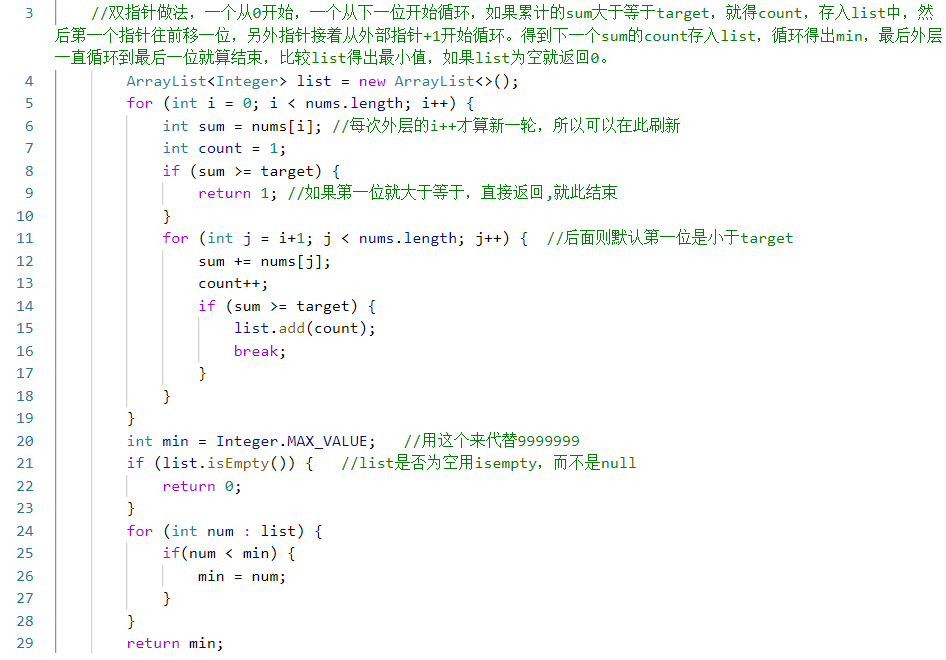 3 //双指针做法，一个从0开始，一个从下一位开始循环，如果累计的sum大于等于target，就得count，存入list中，然
后第一个指针往前移一位，另外指针接着从外部指针+1开始循环。得到下一个sum的count存入list，循环得出min，最后外层
一直循环到最后一位就算结束，比较list得出最小值，如果list为空就返回0。
4 ArrayList<Integer> list = new ArrayList<>();
5 for (int i = 0; i < nums.length; i++) {
6 int sum = nums[i]; //每次外层的i++才算新一轮，所以可以在此刷新
7 int count = 1;
8 if (sum >= target) {
9 return 1; //如果第一位就大于等于，直接返回,就此结束
10 }
11 for (int j = i+1; j < nums.length; j++) { //后面则默认第一位是小于target
12 sum += nums[j];
13 count++;
14 if (sum >= target) {
15 list.add(count);
16 break;
17 }
18 }
19 }
20 int min = Integer.MAX_VALUE; //用这个来代替9999999
21 if (list.isEmpty()) { //list是否为空用isempty，而不是null
22 return 0;
23 }
24 for (int num : list) {
25 if(num < min) {
26 min = num;
27 }
28 }
29 return min;